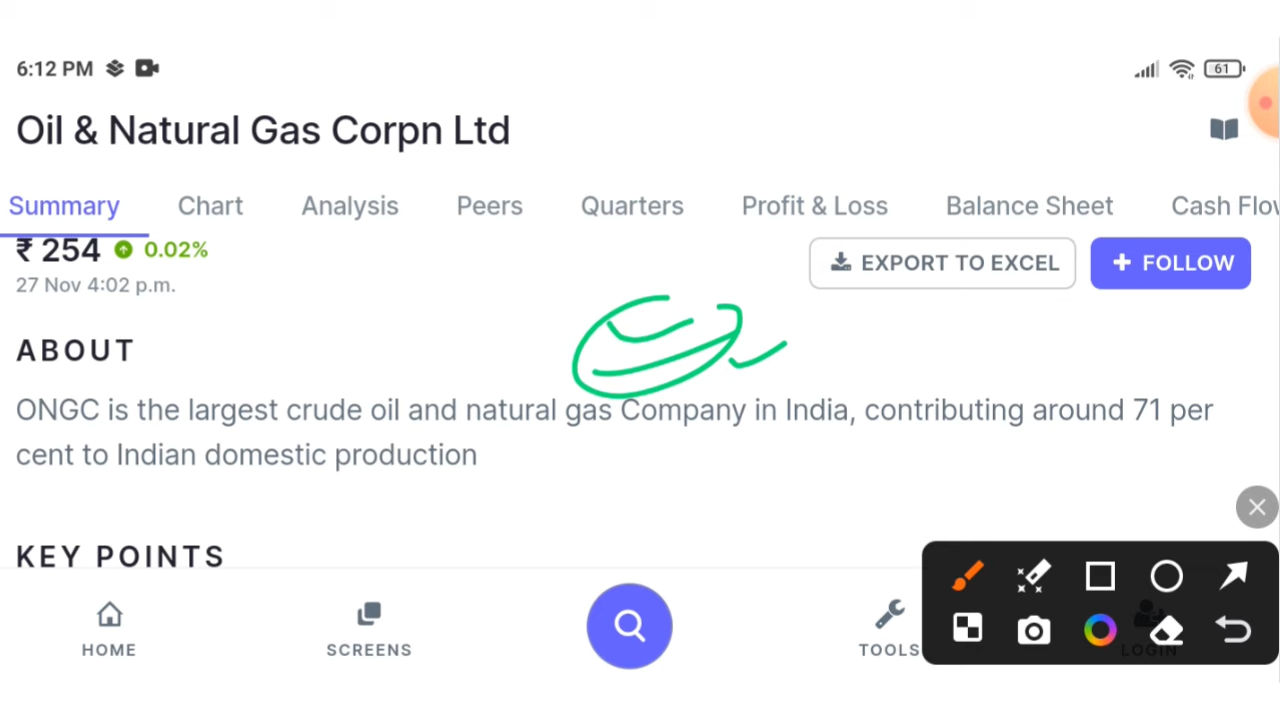 6:12 PM
61
Oil & Natural Gas Corpn Ltd
Summary Chart Analysis Peers Quarters Profit & Loss Balance Sheet Cash Flow
₹ 254 0.02%
27 Nov 4:02 p.m.
EXPORT TO EXCEL
+ FOLLOW
ABOUT
ONGC is the largest crude oil and natural gas Company in India, contributing around 71 per
cent to Indian domestic production
KEY POINTS
HOME SCREENS TOOLS LOGIN